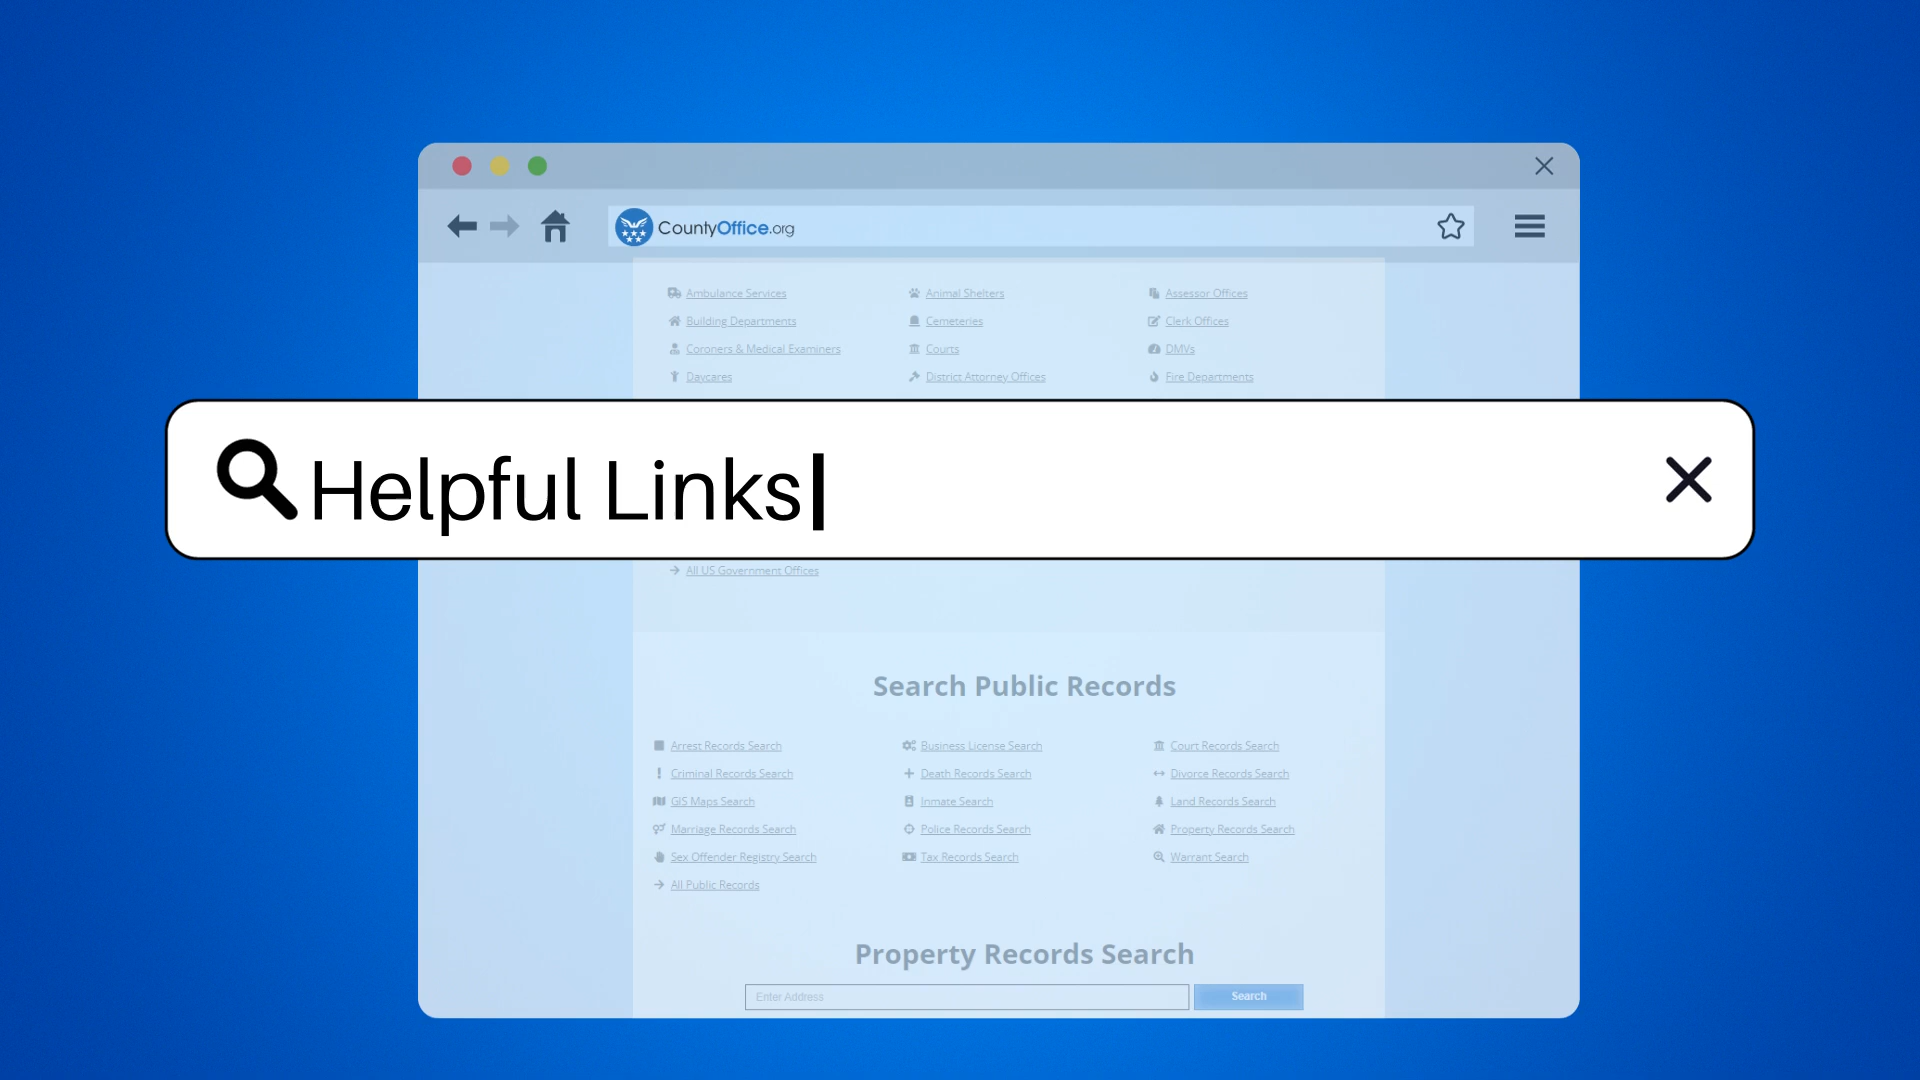 CountyOffice.org
Ambulance Services Animal Shelters Assessor Offices
Building Departments Cemeteries Clerk Offices
Coroners & Medical Examiners Courts DMVs
Daycares District Attorney Offices Fire Departments
Helpful Links
All US Government Offices
Search Public Records
Arrest Records Search Business License Search Court Records Search
Criminal Records Search Death Records Search Divorce Records Search
GIS Maps Search Inmate Search Land Records Search
Marriage Records Search Police Records Search Property Records Search
Sex Offender Registry Search Tax Records Search Warrant Search
All Public Records
Property Records Search
Enter Address Search